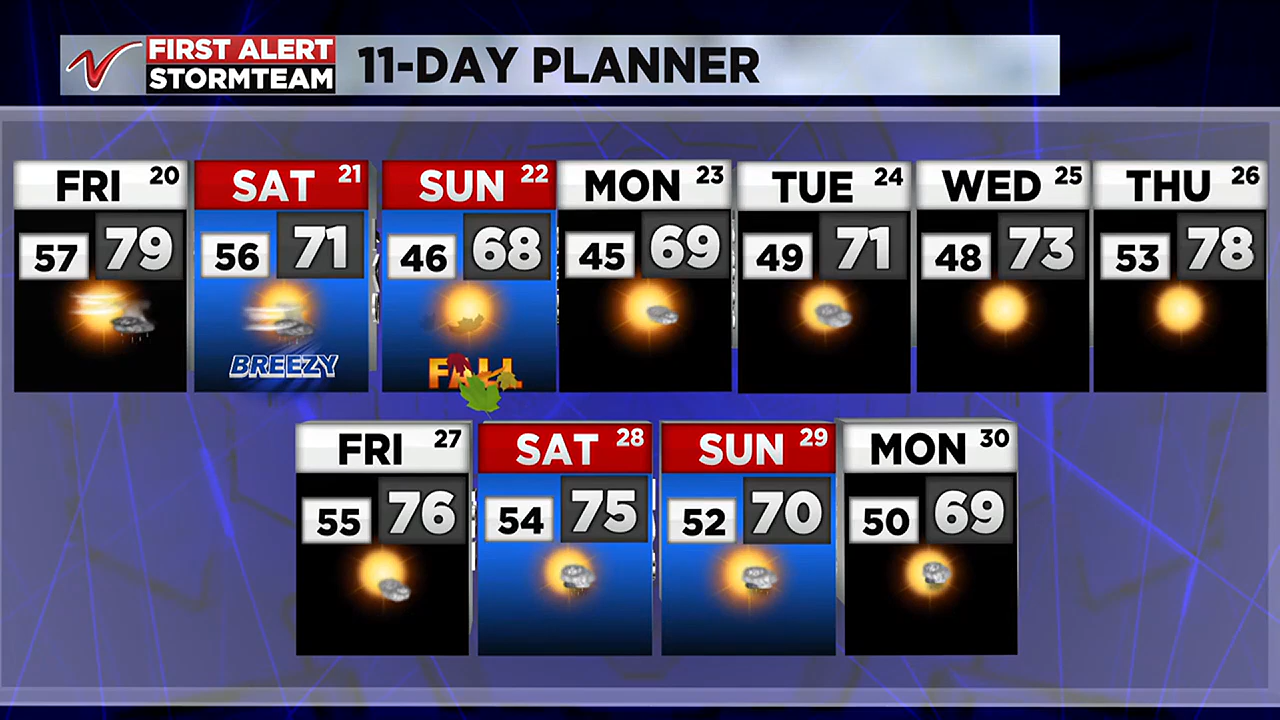 FIRST ALERT
STORMTEAM
11-DAY PLANNER
FRI 20
57 79
SAT 21
56 71
BREEZY
SUN 22
46 68
FALL
MON 23
45 69
TUE 24
49 71
WED 25
48 73
THU 26
53 78
FRI 27
55 76
SAT 28
54 75
SUN 29
52 70
MON 30
50 69